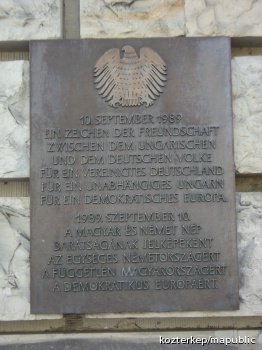 10. SEPTEMBER 1989
EIN ZEICHEN DER FREUNDSCHAFT
ZWISCHEN DEM UNGARISCHEN
UND DEM DEUTSCHEN VOLKE
FÜR EIN VEREINIGTES DEUTSCHLAND
FÜR EIN UNABHÄNGIGES UNGARN
FÜR EIN DEMOKRATISCHES EUROPA.
1989. SZEPTEMBER 10.
A MAGYAR ÉS NÉMET NÉP
BARÁTSÁGÁNAK JELKÉPEKÉNT
AZ EGYSÉGES NÉMETORSZÁGÉRT
A FÜGGETLEN MAGYARORSZÁGÉRT
A DEMOKRATIKUS EURÓPÁÉRT
kozterkep/mapublic